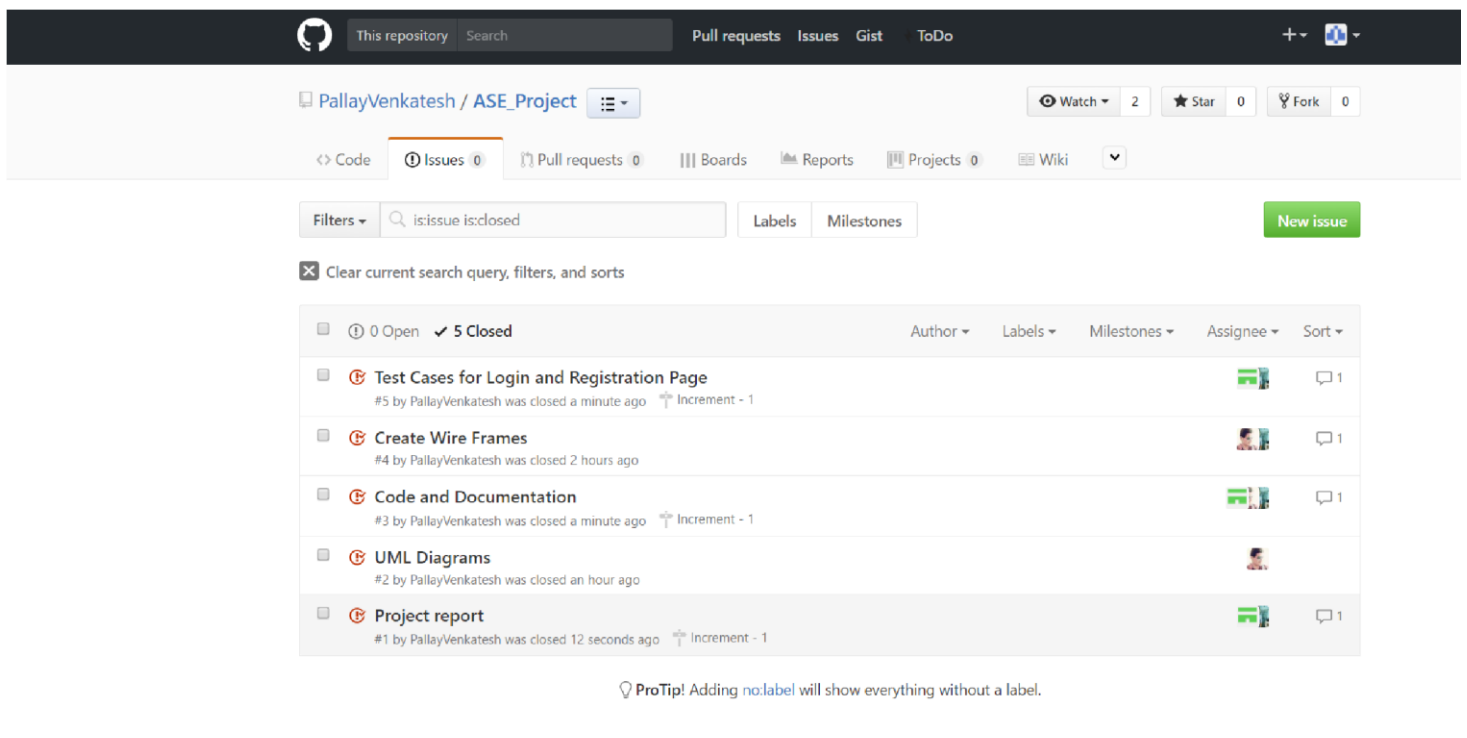 This repository Search Pull requests Issues Gist ToDo
PallayVenkatesh / ASE_Project Watch 2 Star 0 Fork 0
Code Issues 0 Pull requests 0 Boards Reports Projects 0 Wiki
Filters is:issue is:closed Labels Milestones New issue
Clear current search query, filters, and sorts
0 Open 5 Closed Author Labels Milestones Assignee Sort
Test Cases for Login and Registration Page 1
#5 by PallayVenkatesh was closed a minute ago Increment - 1
Create Wire Frames 1
#4 by PallayVenkatesh was closed 2 hours ago
Code and Documentation 1
#3 by PallayVenkatesh was closed a minute ago Increment - 1
UML Diagrams
#2 by PallayVenkatesh was closed an hour ago
Project report 1
#1 by PallayVenkatesh was closed 12 seconds ago Increment - 1
ProTip! Adding no:label will show everything without a label.